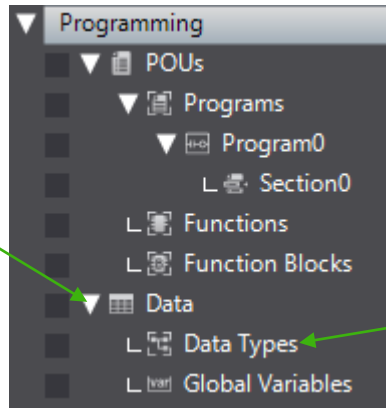 Programming
POUs
Programs
Program0
Section0
Functions
Function Blocks
Data
Data Types
Global Variables